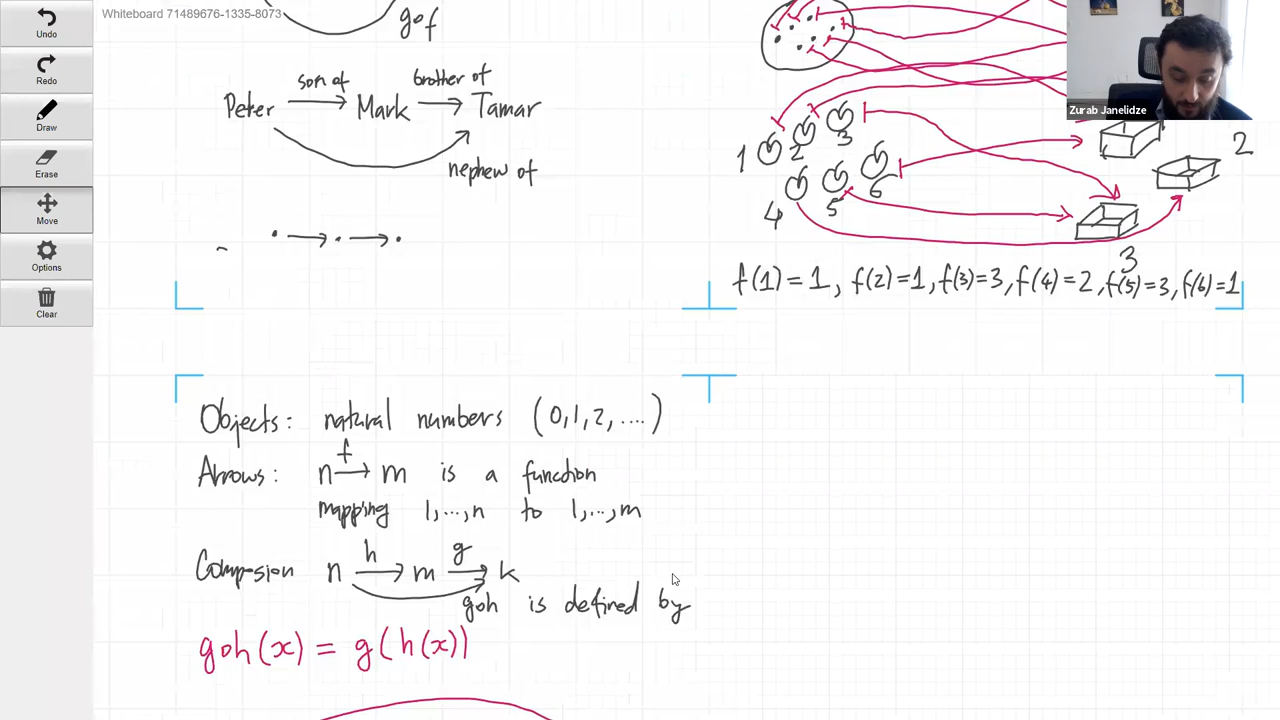 Whiteboard 71489676-1335-8073
Undo
Redo
Draw
Erase
Move
Options
Clear
gof
son of
brother of
Peter → Mark → Tamar
nephew of
· → · → ·
1 2 3
4 5 6
2
3
f(1) = 1, f(2)=1, f(3)=3, f(4)=2, f(5)=3, f(6)=1
Zurab Janelidze
Objects: natural numbers (0,1,2,....)
f
Arrows: n → m is a function
mapping 1,...,n to 1,...,m
h g
Compesion n → m → k
goh is defined by
goh(x) = g(h(x))